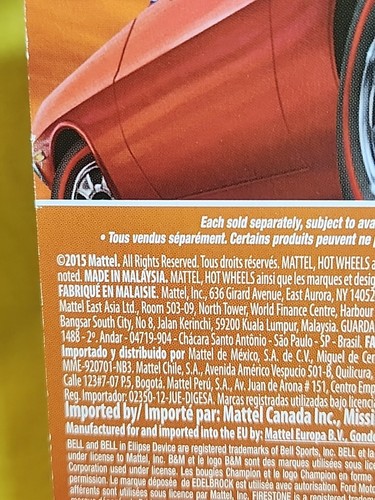 Each sold separately, subject to ava
• Tous vendus séparément. Certains produits peuvent ne p
©2015 Mattel. All Rights Reserved. Tous droits réservés. MATTEL, HOT WHEELS a
noted. MADE IN MALAYSIA. MATTEL, HOT WHEELS ainsi que les marques et desig
FABRIQUÉ EN MALAISIE. Mattel, Inc., 636 Girard Avenue, East Aurora, NY 14052
Mattel East Asia Ltd., Room 503-09, North Tower, World Finance Centre, Harbour
Bangsar South City, No 8, Jalan Kerinchi, 59200 Kuala Lumpur, Malaysia. GUARDA
1488 - 2º. Andar - 04719-904 - Chácara Santo Antônio - São Paulo - SP - Brasil. FA
Importado y distribuido por Mattel de México, S.A. de C.V., Miguel de Cer
MME-920701-NB3. Mattel Chile, S.A., Avenida Américo Vespucio 501-B, Quilicura,
Calle 123#7-07 P.5, Bogotá. Mattel Perú, S.A., Av. Juan de Arona # 151, Centro Emp
Reg. Importador: 02350-12-JUE-DIGESA. Marcas registradas utilizadas bajo licencia
Imported by/ Importé par: Mattel Canada Inc., Missi
Manufactured for and imported into the EU by: Mattel Europa B.V., Gond
BELL and BELL in Ellipse Device are registered trademarks of Bell Sports, Inc. BELL et la
under license to Mattel, Inc. B&M et le logo B&M sont des marques utilisées sous lic
Corporation used under license. Les bougies Champion et le logo Champion en forme
permission. Le marque déposée de EDELBROCK est utilisée avec autorisation. Ford Motor
afférents sont utilisées sous licence par Mattel, Inc. FIRESTONE is a registered